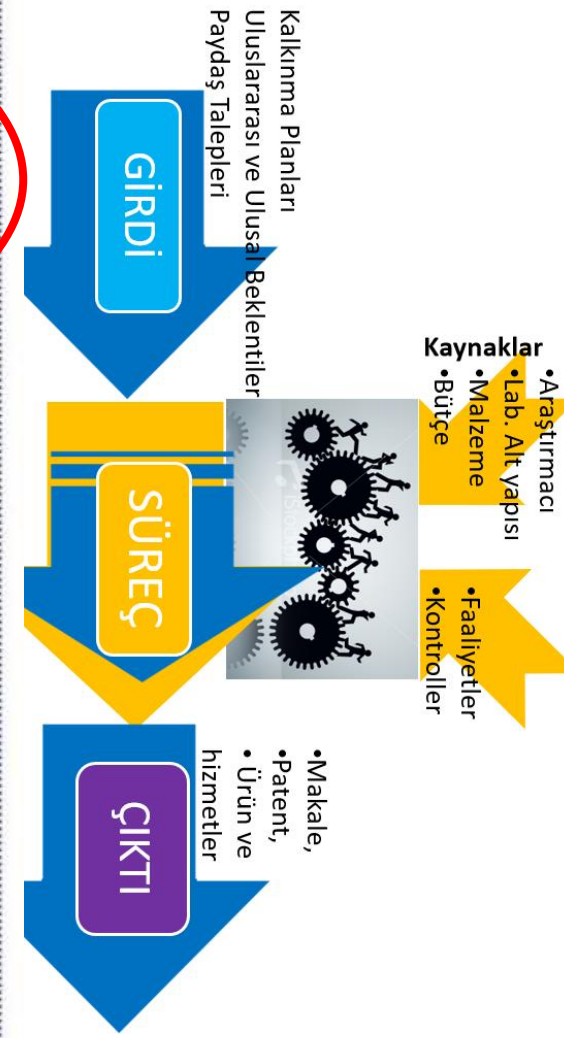 Kalkınma Planları
Uluslararası ve Ulusal Beklentiler
Paydaş Talepleri
GİRDİ
Kaynaklar
•Araştırmacı
•Lab. Alt yapısı
•Malzeme
•Bütçe
•Faaliyetler
•Kontroller
SÜREÇ
•Makale,
•Patent,
• Ürün ve
hizmetler
ÇIKTI